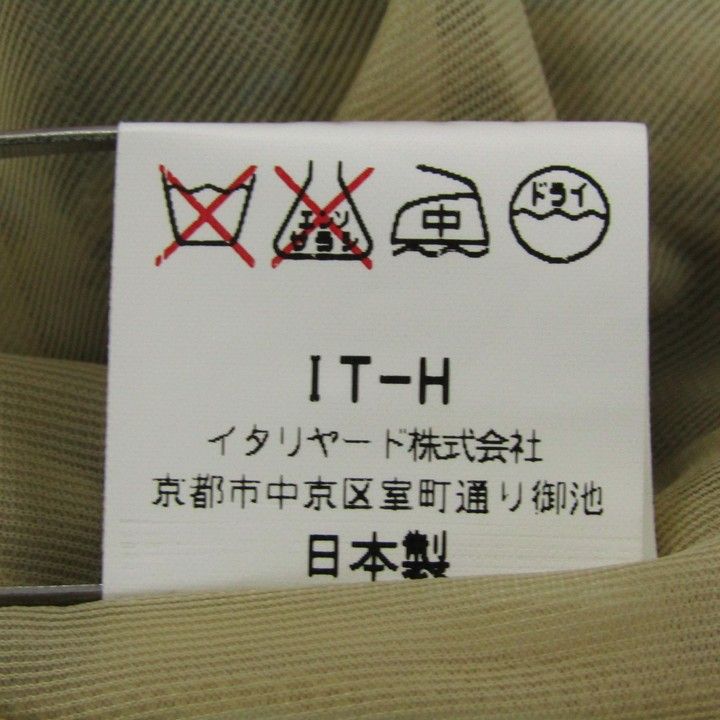 エンソ 中 ドライ
サラシ
IT-H
イタリヤード株式会社
京都市中京区室町通り御池
日本製